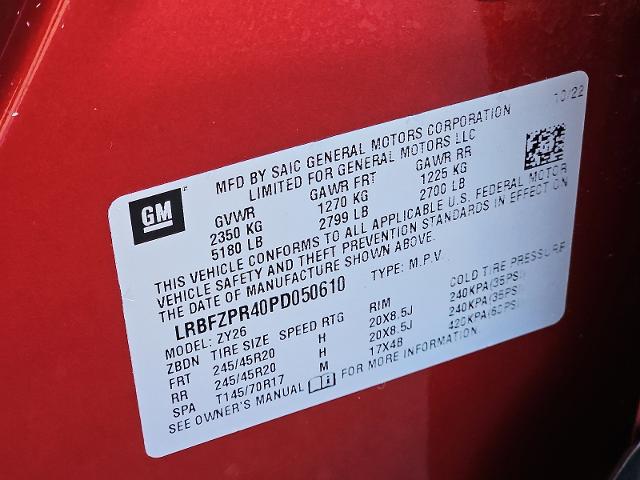 10/22
MFD BY SAIC GENERAL MOTORS CORPORATION
LIMITED FOR GENERAL MOTORS LLC
GM
GVWR GAWR FRT GAWR RR
2350 KG 1270 KG 1225 KG
5180 LB 2799 LB 2700 LB
THIS VEHICLE CONFORMS TO ALL APPLICABLE U.S. FEDERAL MOTOR
VEHICLE SAFETY AND THEFT PREVENTION STANDARDS IN EFFECT ON
THE DATE OF MANUFACTURE SHOWN ABOVE.
LRBFZPR40PD050610 TYPE: M.P.V.
MODEL: ZY26
ZBDN TIRE SIZE SPEED RTG RIM COLD TIRE PRESSURE
FRT 245/45R20 H 20X8.5J 240KPA(35PSI)
RR 245/45R20 H 20X8.5J 240KPA(35PSI)
SPA T145/70R17 M 17X4B 420KPA(60PSI)
SEE OWNER'S MANUAL FOR MORE INFORMATION